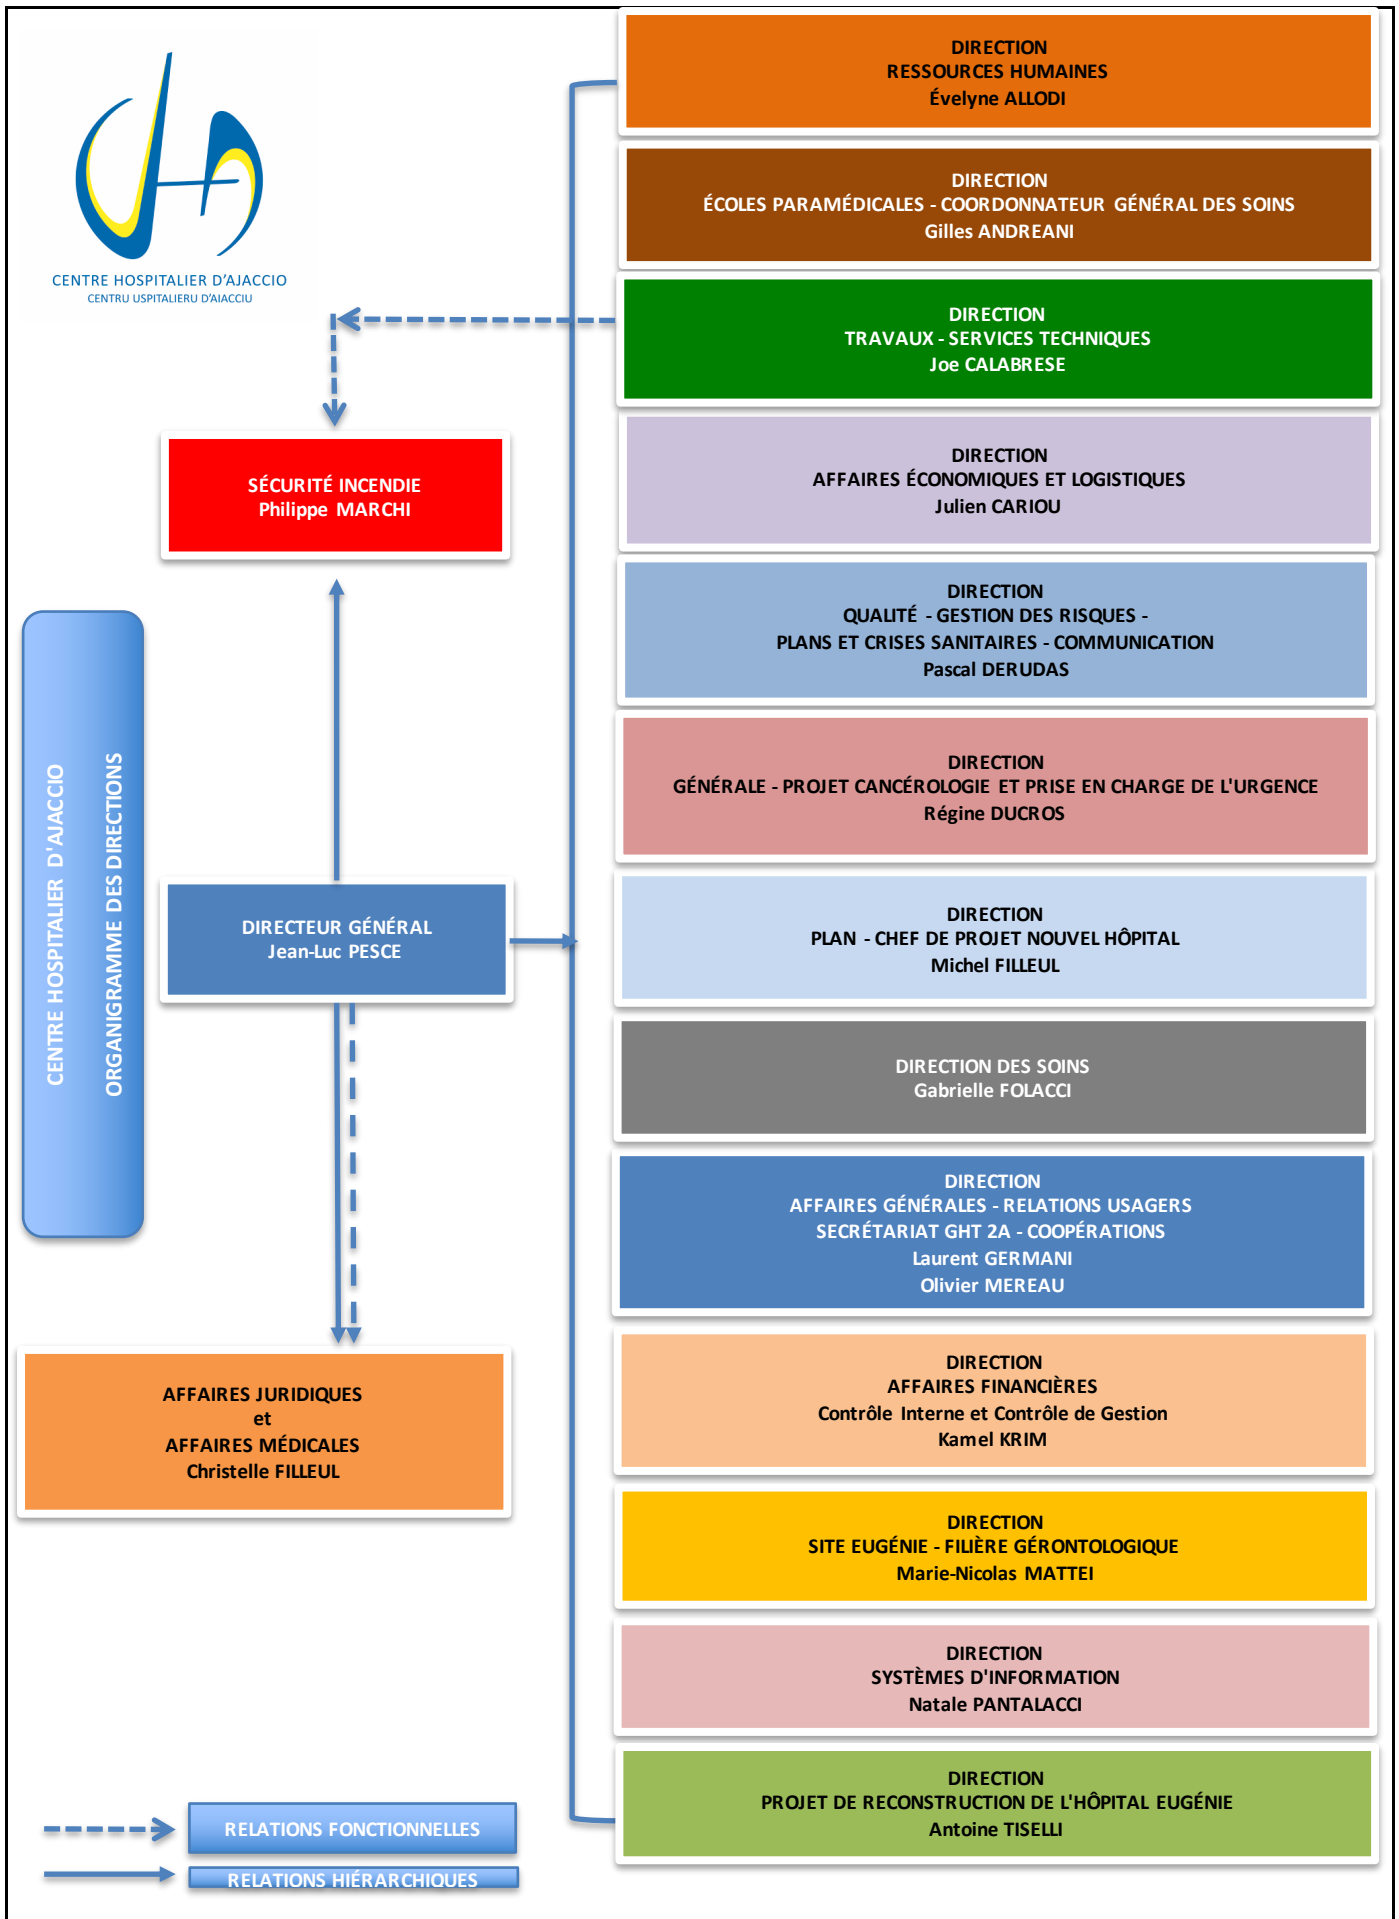 CENTRE HOSPITALIER D'AJACCIO
CENTRU USPITALIERU D'AIACCIU
DIRECTION
RESSOURCES HUMAINES
Évelyne ALLODI
DIRECTION
ÉCOLES PARAMÉDICALES - COORDONNATEUR GÉNÉRAL DES SOINS
Gilles ANDREANI
DIRECTION
TRAVAUX - SERVICES TECHNIQUES
Joe CALABRESE
DIRECTION
AFFAIRES ÉCONOMIQUES ET LOGISTIQUES
Julien CARIOU
SÉCURITÉ INCENDIE
Philippe MARCHI
DIRECTION
QUALITÉ - GESTION DES RISQUES -
PLANS ET CRISES SANITAIRES - COMMUNICATION
Pascal DERUDAS
CENTRE HOSPITALIER D'AJACCIO
ORGANIGRAMME DES DIRECTIONS
DIRECTION
GÉNÉRALE - PROJET CANCÉROLOGIE ET PRISE EN CHARGE DE L'URGENCE
Régine DUCROS
DIRECTEUR GÉNÉRAL
Jean-Luc PESCE
DIRECTION
PLAN - CHEF DE PROJET NOUVEL HÔPITAL
Michel FILLEUL
DIRECTION DES SOINS
Gabrielle FOLACCI
DIRECTION
AFFAIRES GÉNÉRALES - RELATIONS USAGERS
SECRÉTARIAT GHT 2A - COOPÉRATIONS
Laurent GERMANI
Olivier MEREAU
AFFAIRES JURIDIQUES
et
AFFAIRES MÉDICALES
Christelle FILLEUL
DIRECTION
AFFAIRES FINANCIÈRES
Contrôle Interne et Contrôle de Gestion
Kamel KRIM
DIRECTION
SITE EUGÉNIE - FILIÈRE GÉRONTOLOGIQUE
Marie-Nicolas MATTEI
DIRECTION
SYSTÈMES D'INFORMATION
Natale PANTALACCI
DIRECTION
PROJET DE RECONSTRUCTION DE L'HÔPITAL EUGÉNIE
Antoine TISELLI
RELATIONS FONCTIONNELLES
RELATIONS HIÉRARCHIQUES